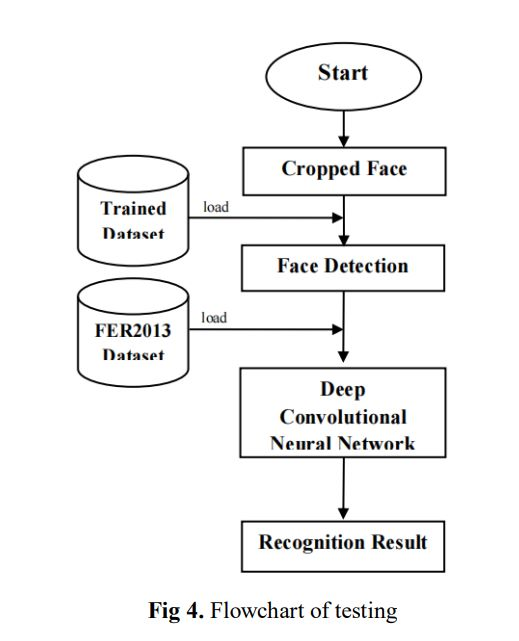 Start
Cropped Face
Trained
Dataset
load
Face Detection
FER2013
Dataset
load
Deep
Convolutional
Neural Network
Recognition Result
Fig 4. Flowchart of testing